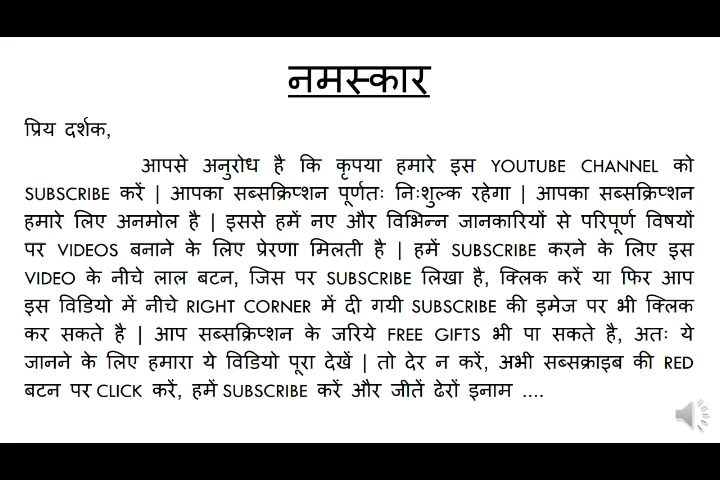 नमस्कार
प्रिय दर्शक,
आपसे अनुरोध है कि कृपया हमारे इस YOUTUBE CHANNEL को
SUBSCRIBE करें | आपका सब्सक्रिप्शन पूर्णतः निःशुल्क रहेगा | आपका सब्सक्रिप्शन
हमारे लिए अनमोल है | इससे हमें नए और विभिन्न जानकारियों से परिपूर्ण विषयों
पर VIDEOS बनाने के लिए प्रेरणा मिलती है | हमें SUBSCRIBE करने के लिए इस
VIDEO के नीचे लाल बटन, जिस पर SUBSCRIBE लिखा है, क्लिक करें या फिर आप
इस विडियो में नीचे RIGHT CORNER में दी गयी SUBSCRIBE की इमेज पर भी क्लिक
कर सकते है | आप सब्सक्रिप्शन के जरिये FREE GIFTS भी पा सकते है, अतः ये
जानने के लिए हमारा ये विडियो पूरा देखें | तो देर न करें, अभी सब्सक्राइब की RED
बटन पर CLICK करें, हमें SUBSCRIBE करें और जीतें ढेरों इनाम ....